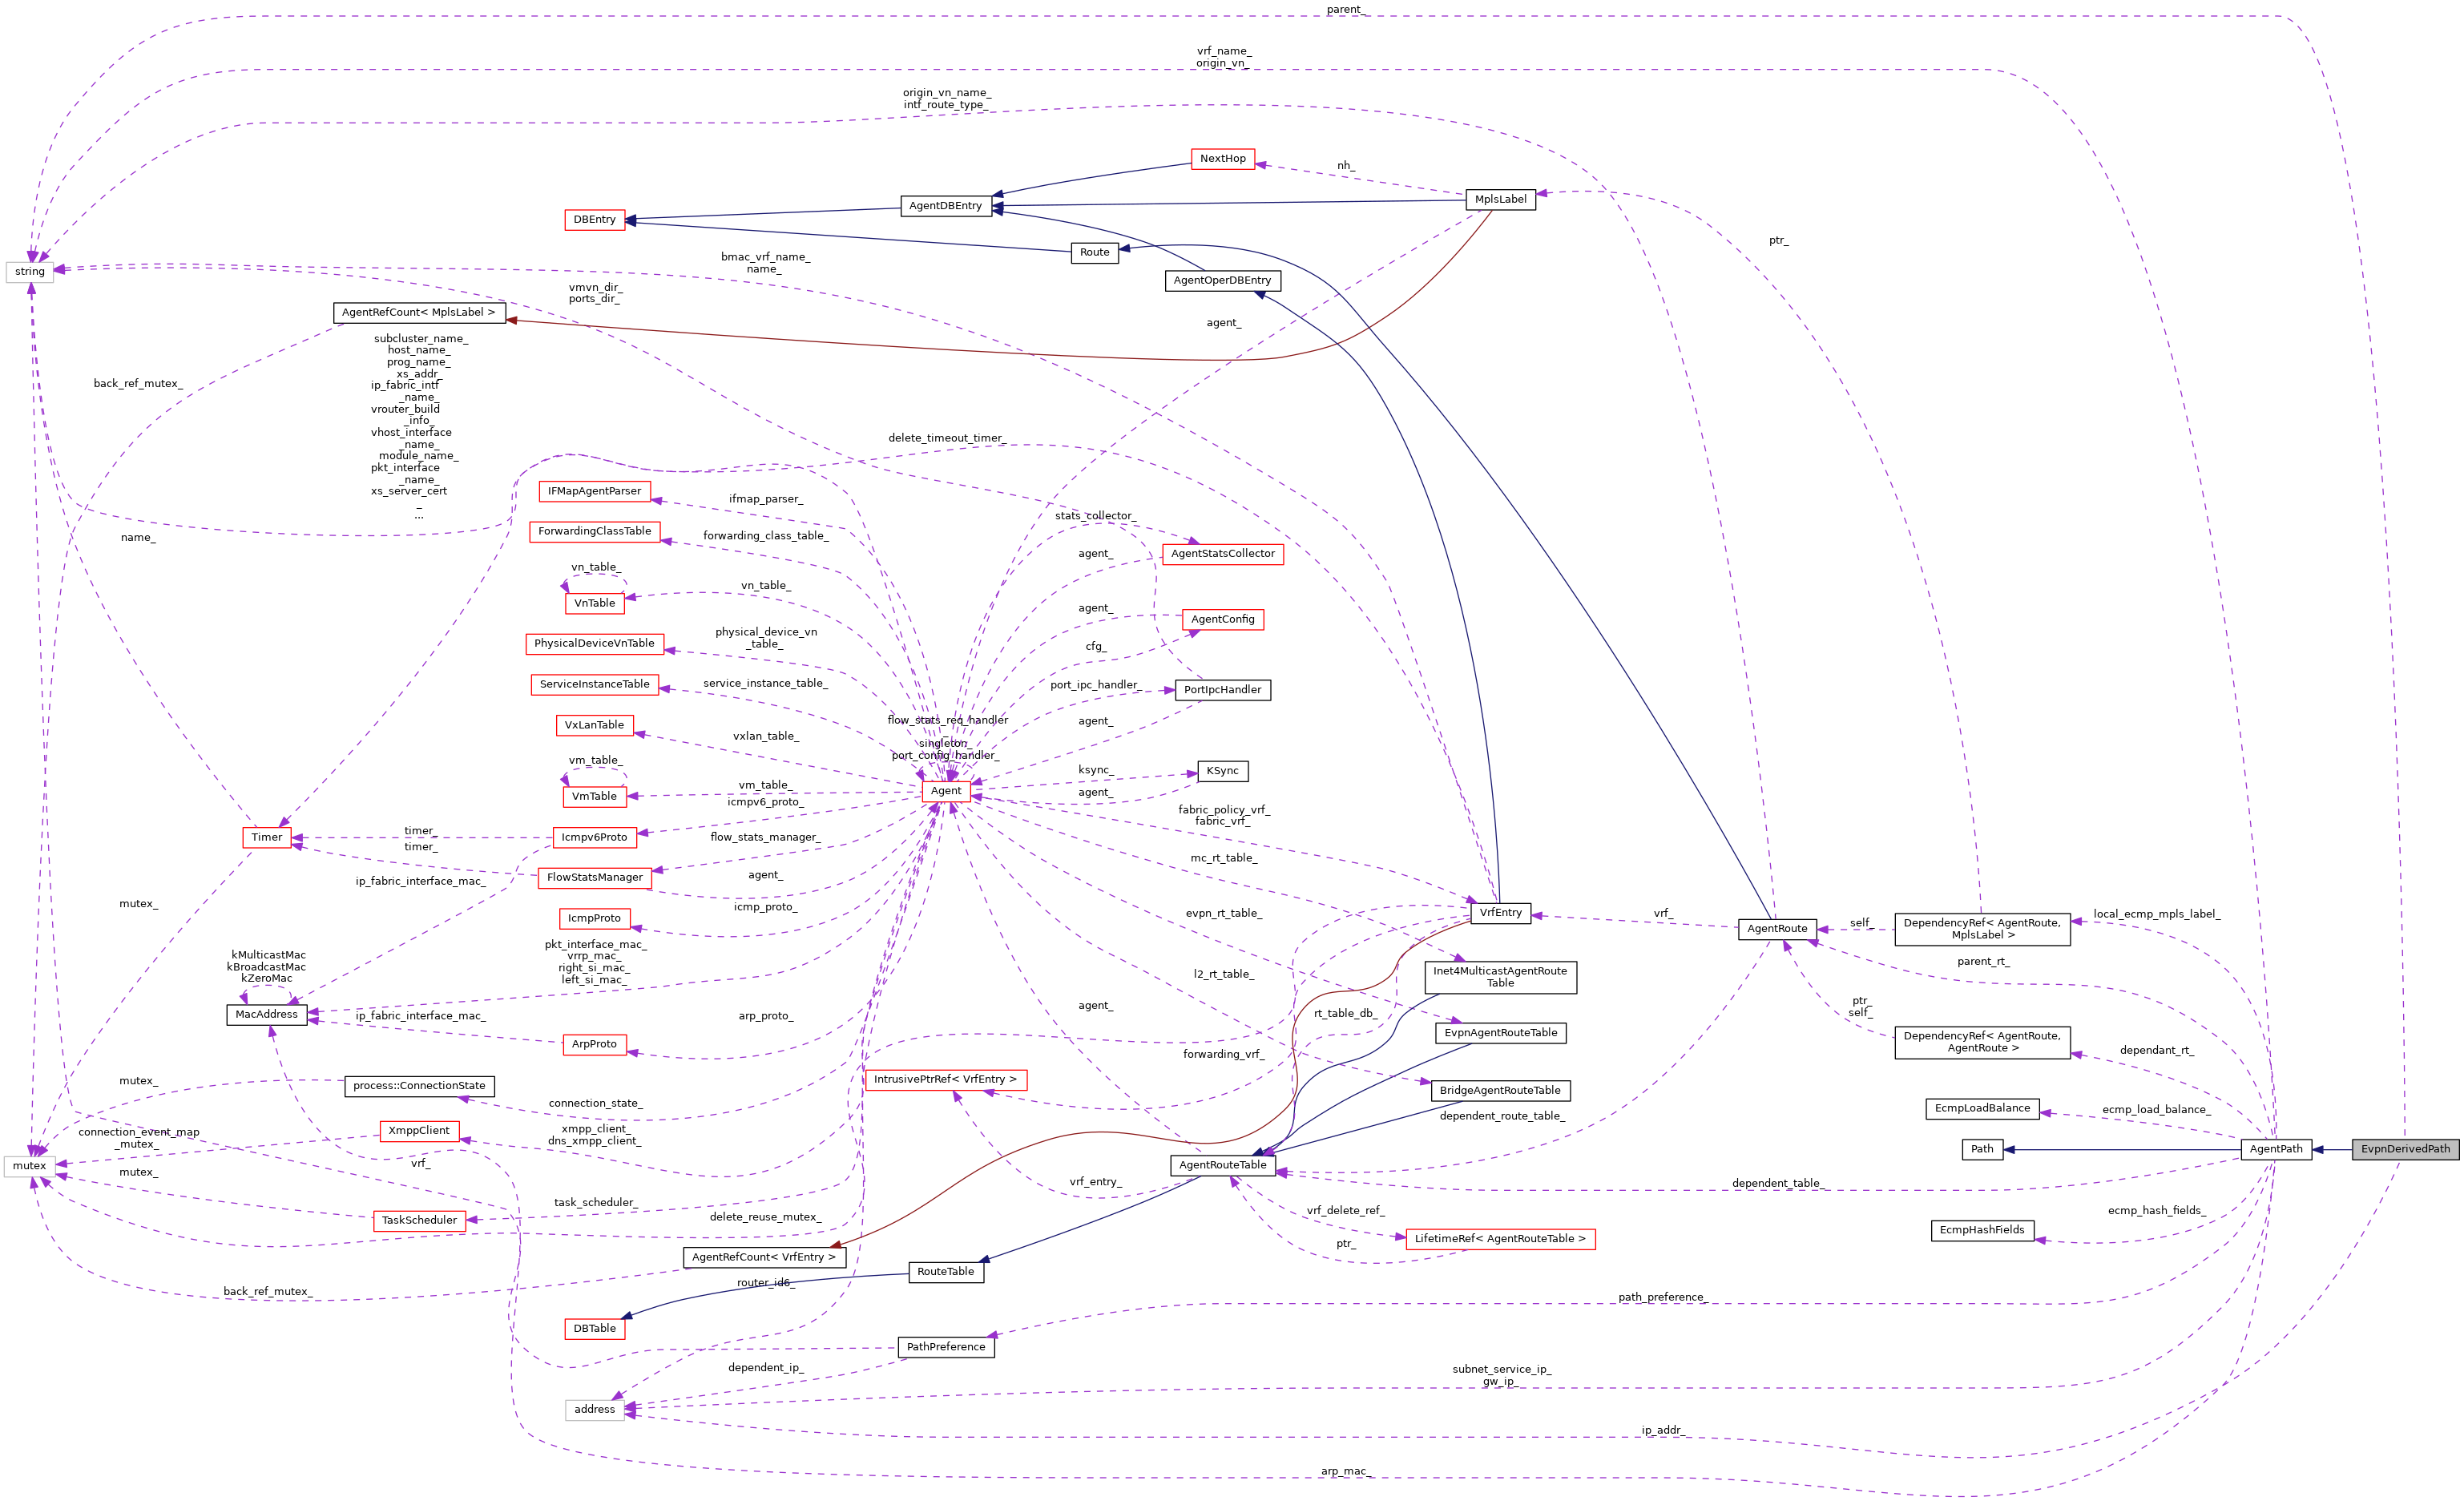 parent_
vrf_name_
origin_vn_
origin_vn_name_
intf_route_type_
NextHop
nh_
MplsLabel
AgentDBEntry
DBEntry
ptr_
Route
string
bmac_vrf_name_
name_
AgentOperDBEntry
vmvn_dir_
ports_dir_
AgentRefCount< MplsLabel >
agent_
subcluster_name_
host_name_
prog_name_
xs_addr_
ip_fabric_intf
_name_
vrouter_build
_info_
vhost_interface
_name_
module_name_
pkt_interface
_name_
xs_server_cert
_
...
back_ref_mutex_
delete_timeout_timer_
IFMapAgentParser
ifmap_parser_
stats_collector_
ForwardingClassTable
forwarding_class_table_
name_
AgentStatsCollector
agent_
vn_table_
vn_table_
VnTable
agent_
AgentConfig
physical_device_vn
_table_
PhysicalDeviceVnTable
cfg_
ServiceInstanceTable
service_instance_table_
port_ipc_handler_
PortIpcHandler
VxLanTable
vxlan_table_
flow_stats_req_handler
_
singleton_
port_config_handler_
agent_
vm_table_
VmTable
vm_table_
Agent
ksync_
KSync
agent_
icmpv6_proto_
fabric_policy_vrf_
fabric_vrf_
Timer
timer_
timer_
Icmpv6Proto
flow_stats_manager_
FlowStatsManager
agent_
mc_rt_table_
ip_fabric_interface_mac_
mutex_
IcmpProto
icmp_proto_
evpn_rt_table_
VrfEntry
vrf_
AgentRoute
self_
DependencyRef< AgentRoute,
MplsLabel >
local_ecmp_mpls_label_
pkt_interface_mac_
vrrp_mac_
right_si_mac_
left_si_mac_
kMulticastMac
kBroadcastMac
kZeroMac
MacAddress
l2_rt_table_
Inet4MulticastAgentRoute
Table
parent_rt_
ip_fabric_interface_mac_
ArpProto
arp_proto_
agent_
rt_table_db_
EvpnAgentRouteTable
ptr_
self_
DependencyRef< AgentRoute,
AgentRoute >
dependant_rt_
forwarding_vrf_
mutex_
process::ConnectionState
IntrusivePtrRef< VrfEntry >
BridgeAgentRouteTable
connection_state_
dependent_route_table_
EcmpLoadBalance
ecmp_load_balance_
connection_event_map
_mutex_
XmppClient
xmpp_client_
dns_xmpp_client_
Path
AgentPath
EvpnDerivedPath
mutex
mutex_
vrf_
AgentRouteTable
vrf_entry_
dependent_table_
TaskScheduler
task_scheduler_
delete_reuse_mutex_
vrf_delete_ref_
ecmp_hash_fields_
EcmpHashFields
ptr_
LifetimeRef< AgentRouteTable >
AgentRefCount< VrfEntry >
RouteTable
back_ref_mutex_
router_id6_
path_preference_
DBTable
PathPreference
dependent_ip_
subnet_service_ip_
gw_ip_
address
ip_addr_
arp_mac_